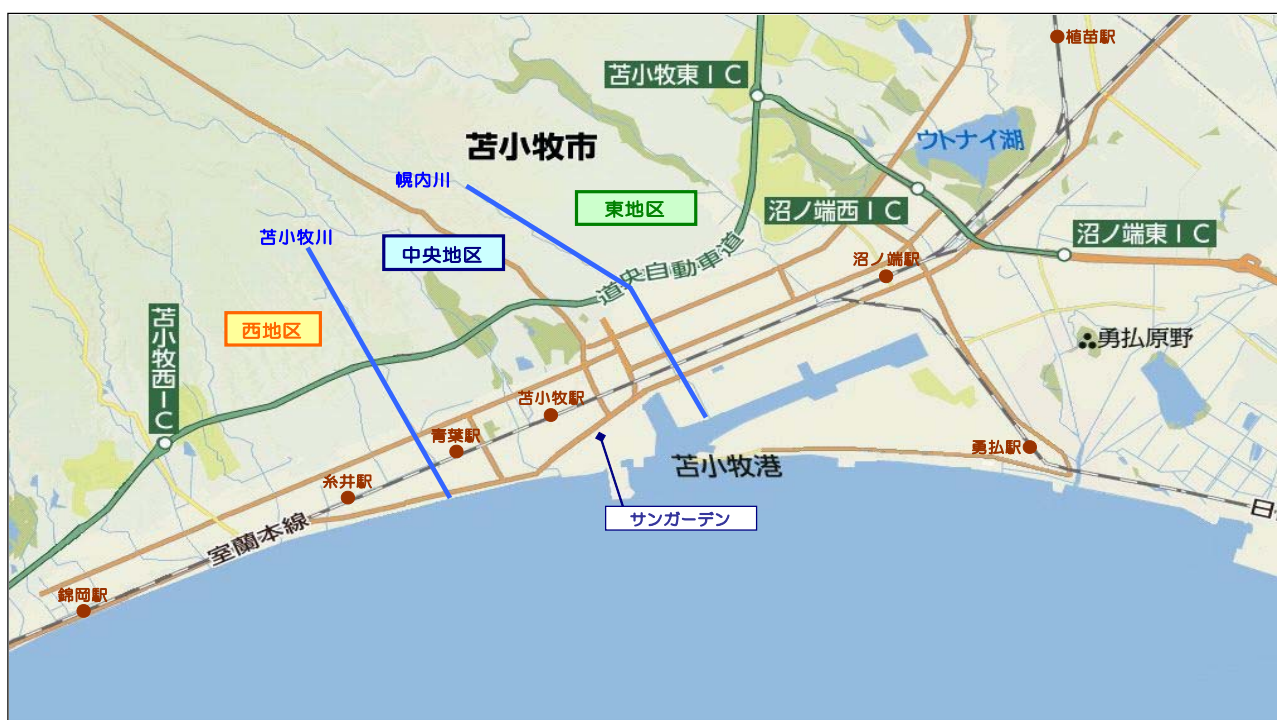 植苗駅
苫小牧東IC
ウトナイ湖
苫小牧市
幌内川
東地区
沼ノ端西IC
沼ノ端東IC
苫小牧川
中央地区
道央自動車道
沼ノ端駅
西地区
苫小牧西IC
勇払原野
苫小牧駅
青葉駅
勇払駅
苫小牧港
糸井駅
サンガーデン
室蘭本線
錦岡駅